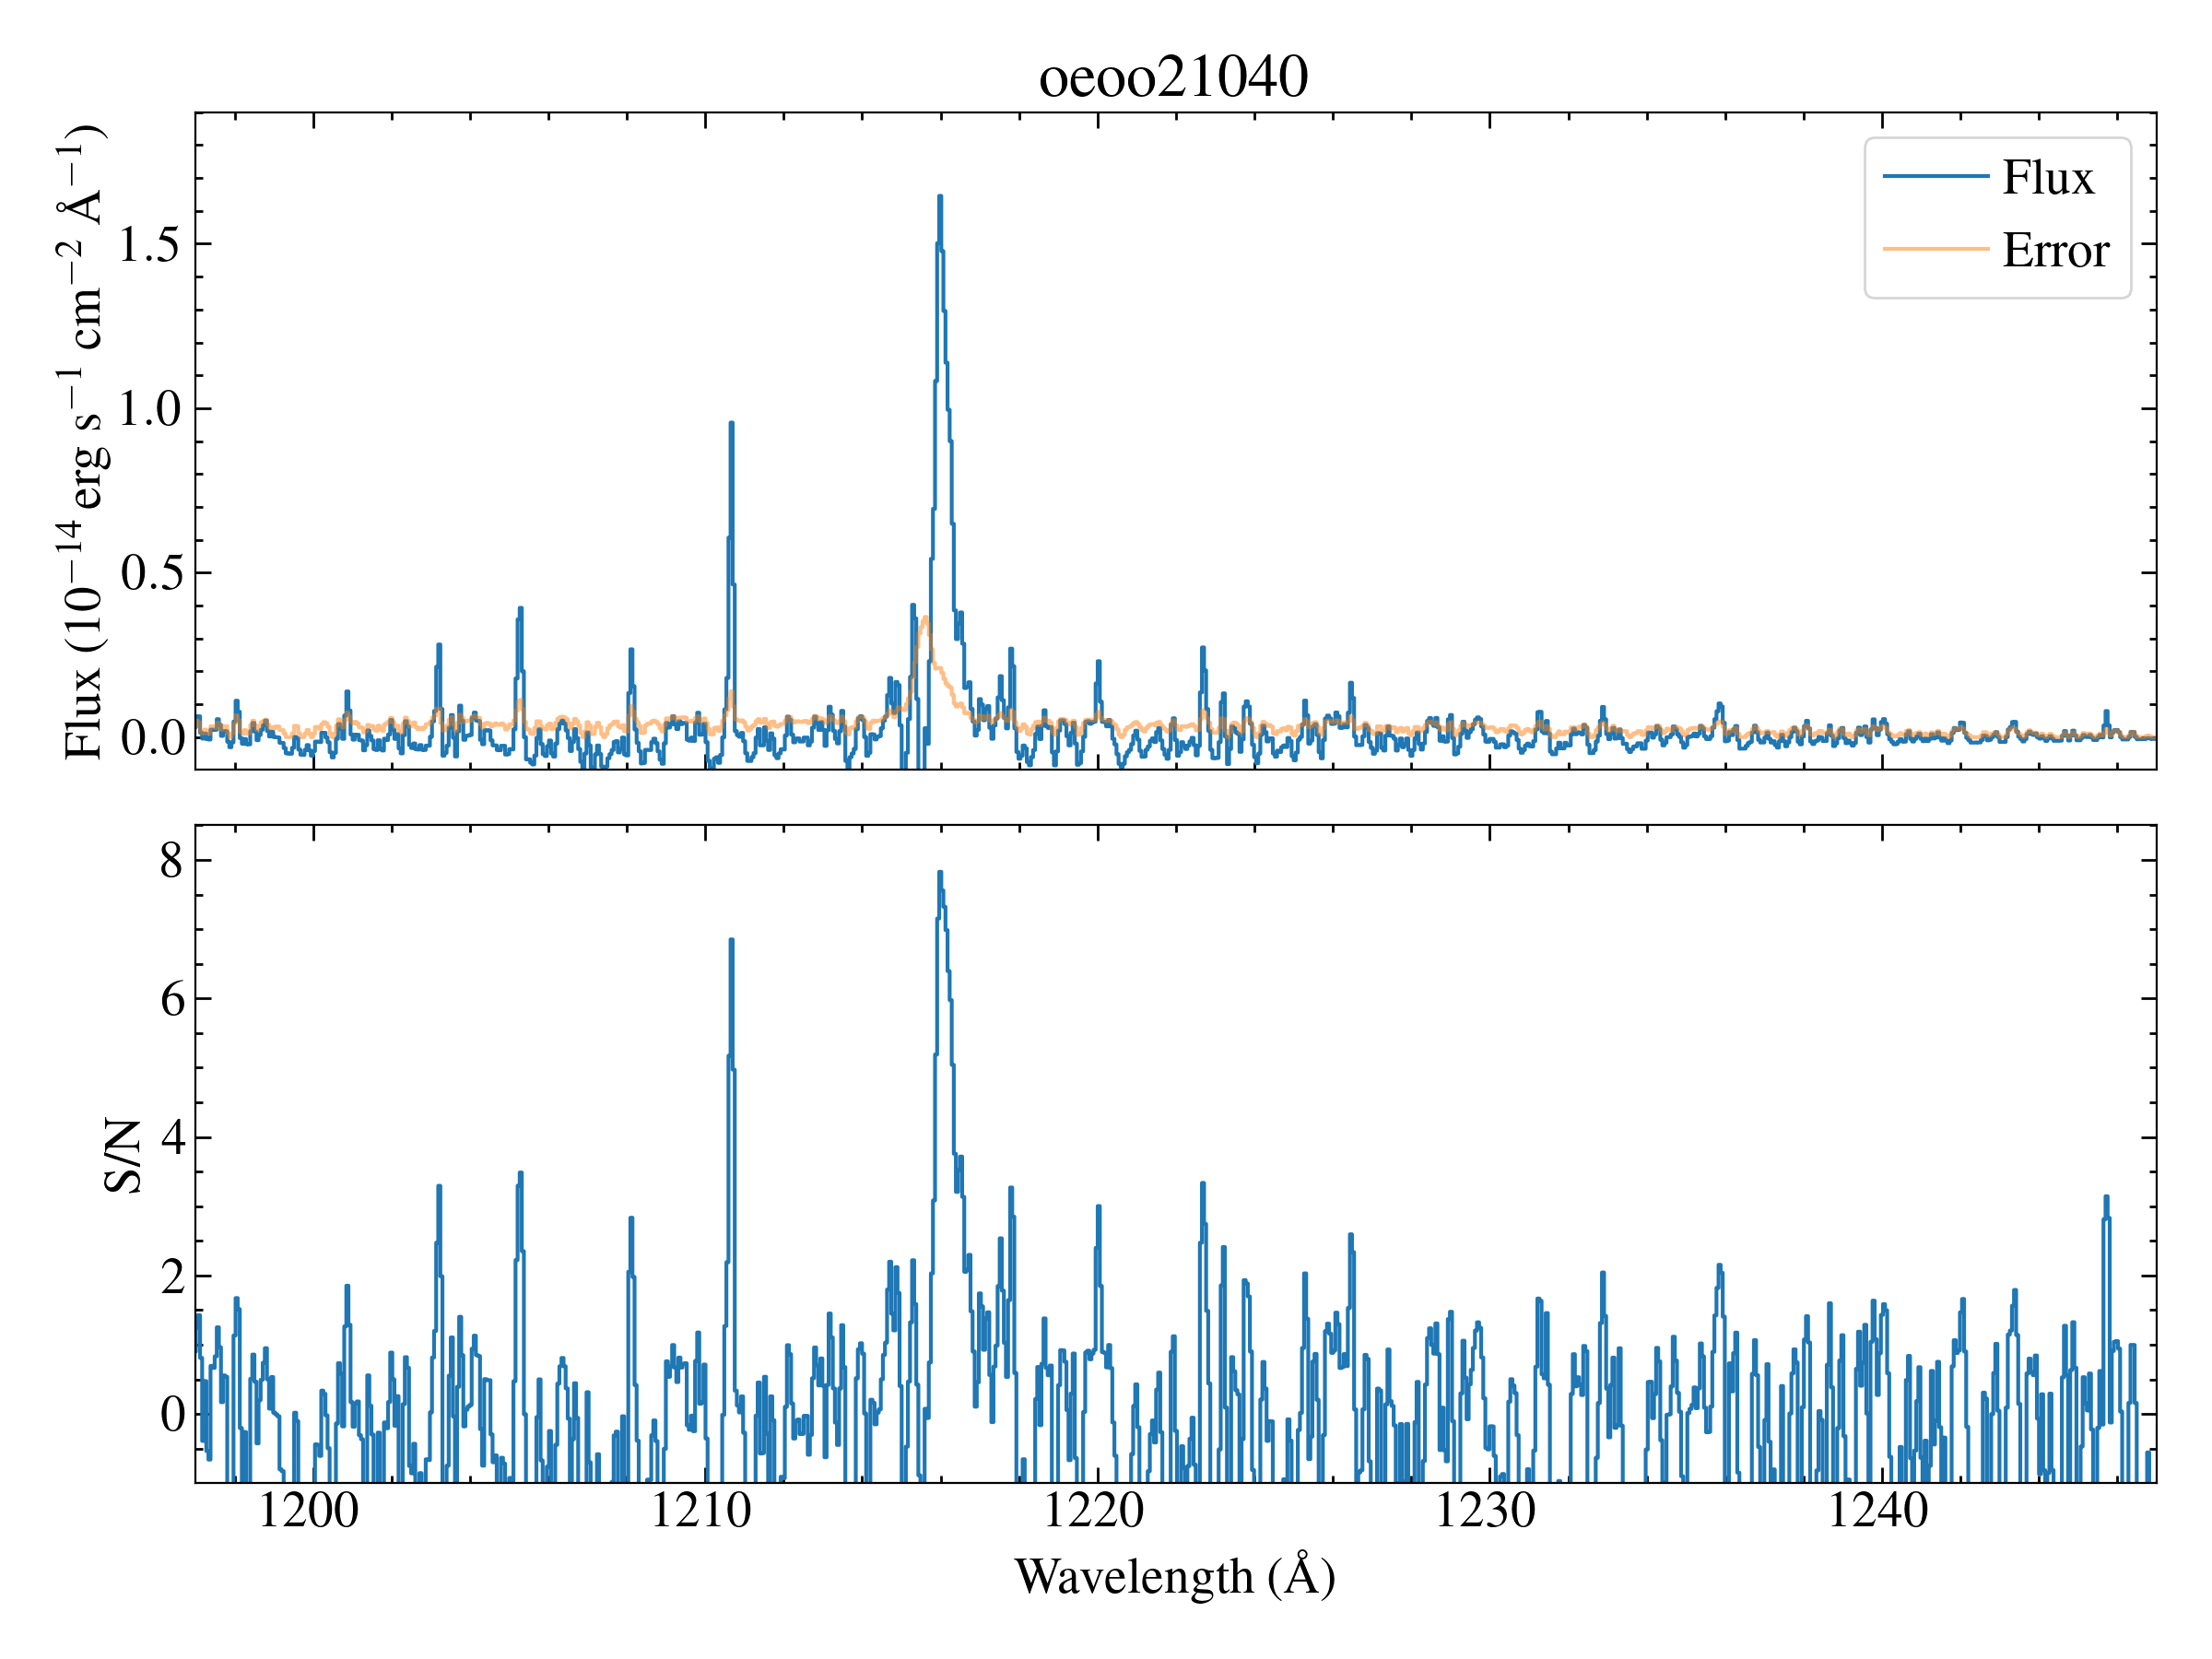 oeoo21040
Flux (10⁻¹⁴ erg s⁻¹ cm⁻² Å⁻¹)
1.5
1.0
0.5
0.0
Flux
Error
S/N
8
6
4
2
0
1200 1210 1220 1230 1240
Wavelength (Å)